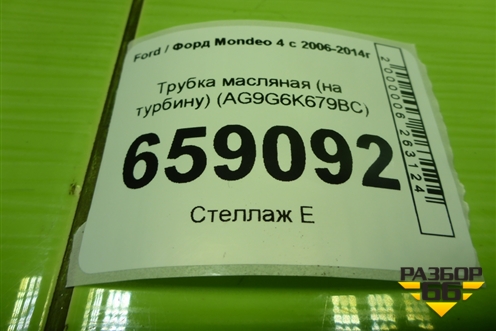 Ford / Форд Mondeo 4 с 2006-2014г
Трубка масляная (на
турбину) (AG9G6K679BC)
659092
Стеллаж Е
2000006263124
РАЗБОР
66